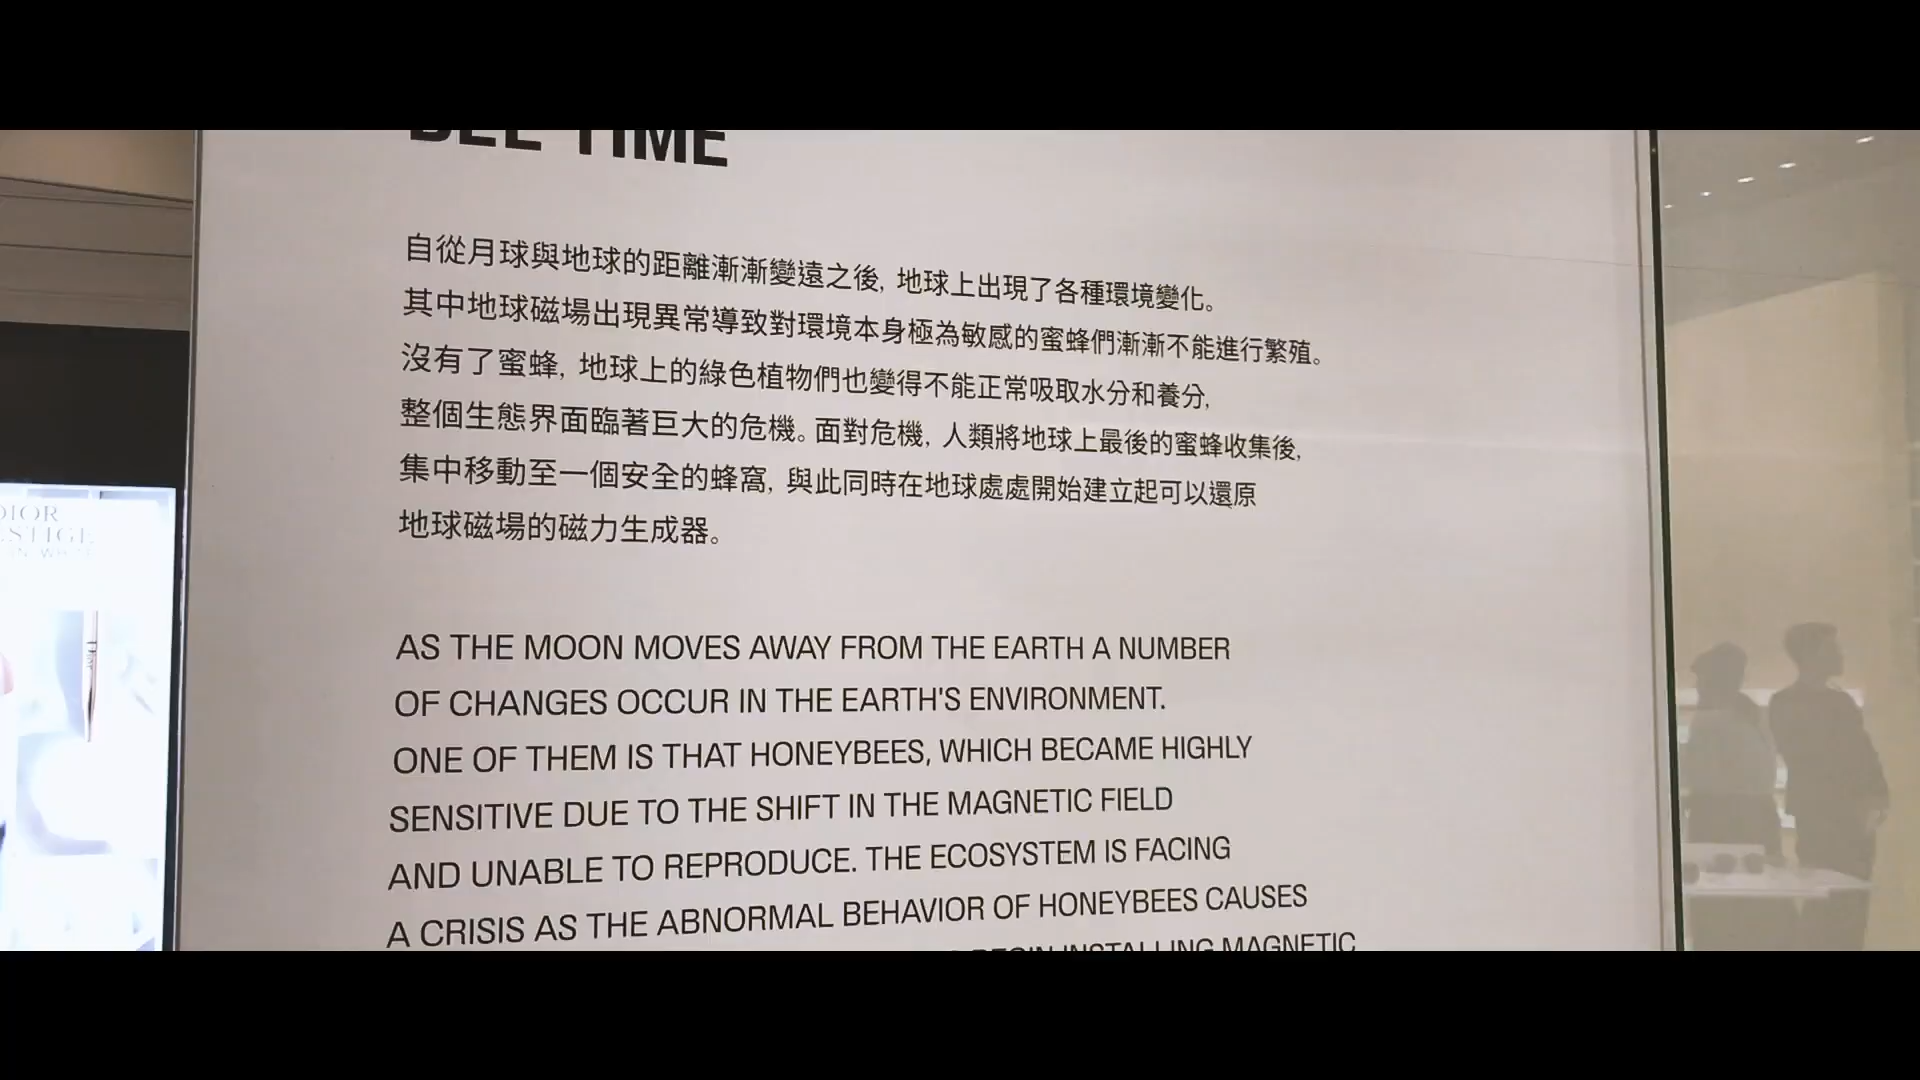 TIME
自從月球與地球的距離漸漸變遠之後, 地球上出現了各種環境變化。
其中地球磁場出現異常導致對環境本身極為敏感的蜜蜂們漸漸不能進行繁殖。
沒有了蜜蜂, 地球上的綠色植物們也變得不能正常吸取水分和養分,
整個生態界面臨著巨大的危機。面對危機, 人類將地球上最後的蜜蜂收集後,
集中移動至一個安全的蜂窩, 與此同時在地球處處開始建立起可以還原
地球磁場的磁力生成器。
AS THE MOON MOVES AWAY FROM THE EARTH A NUMBER
OF CHANGES OCCUR IN THE EARTH'S ENVIRONMENT.
ONE OF THEM IS THAT HONEYBEES, WHICH BECAME HIGHLY
SENSITIVE DUE TO THE SHIFT IN THE MAGNETIC FIELD
AND UNABLE TO REPRODUCE. THE ECOSYSTEM IS FACING
A CRISIS AS THE ABNORMAL BEHAVIOR OF HONEYBEES CAUSES
INSTALLING MAGNETIC
DIOR
Dior